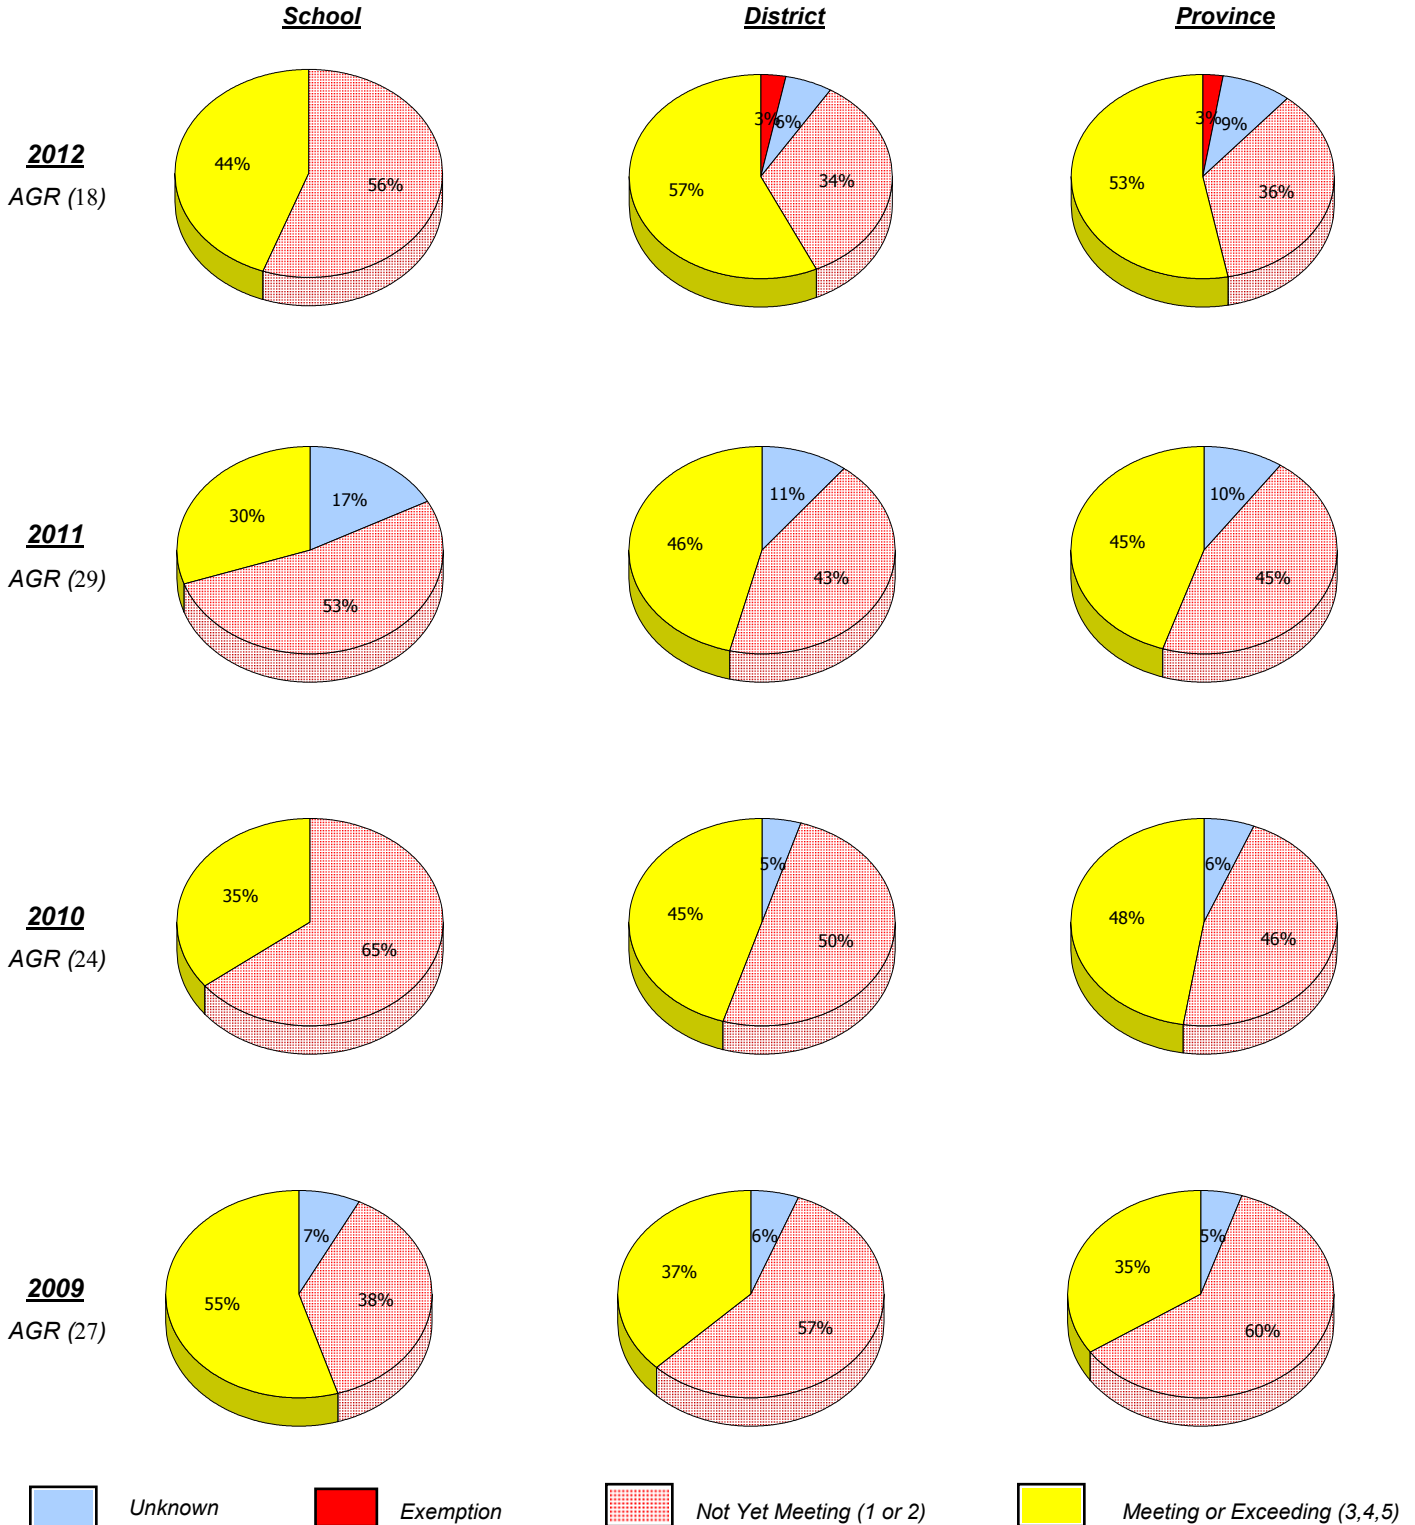 School District Province
3% 6% 3% 9%
2012
44% 56% 57% 34% 53% 36%
AGR (18)
17% 11% 10%
30% 46% 45%
2011
AGR (29)
53% 43% 45%
5% 6%
35% 45% 48%
2010
65% 50% 46%
AGR (24)
7% 6% 5%
37% 35%
2009
55% 38%
AGR (27)
57% 60%
Unknown Exemption Not Yet Meeting (1 or 2) Meeting or Exceeding (3,4,5)